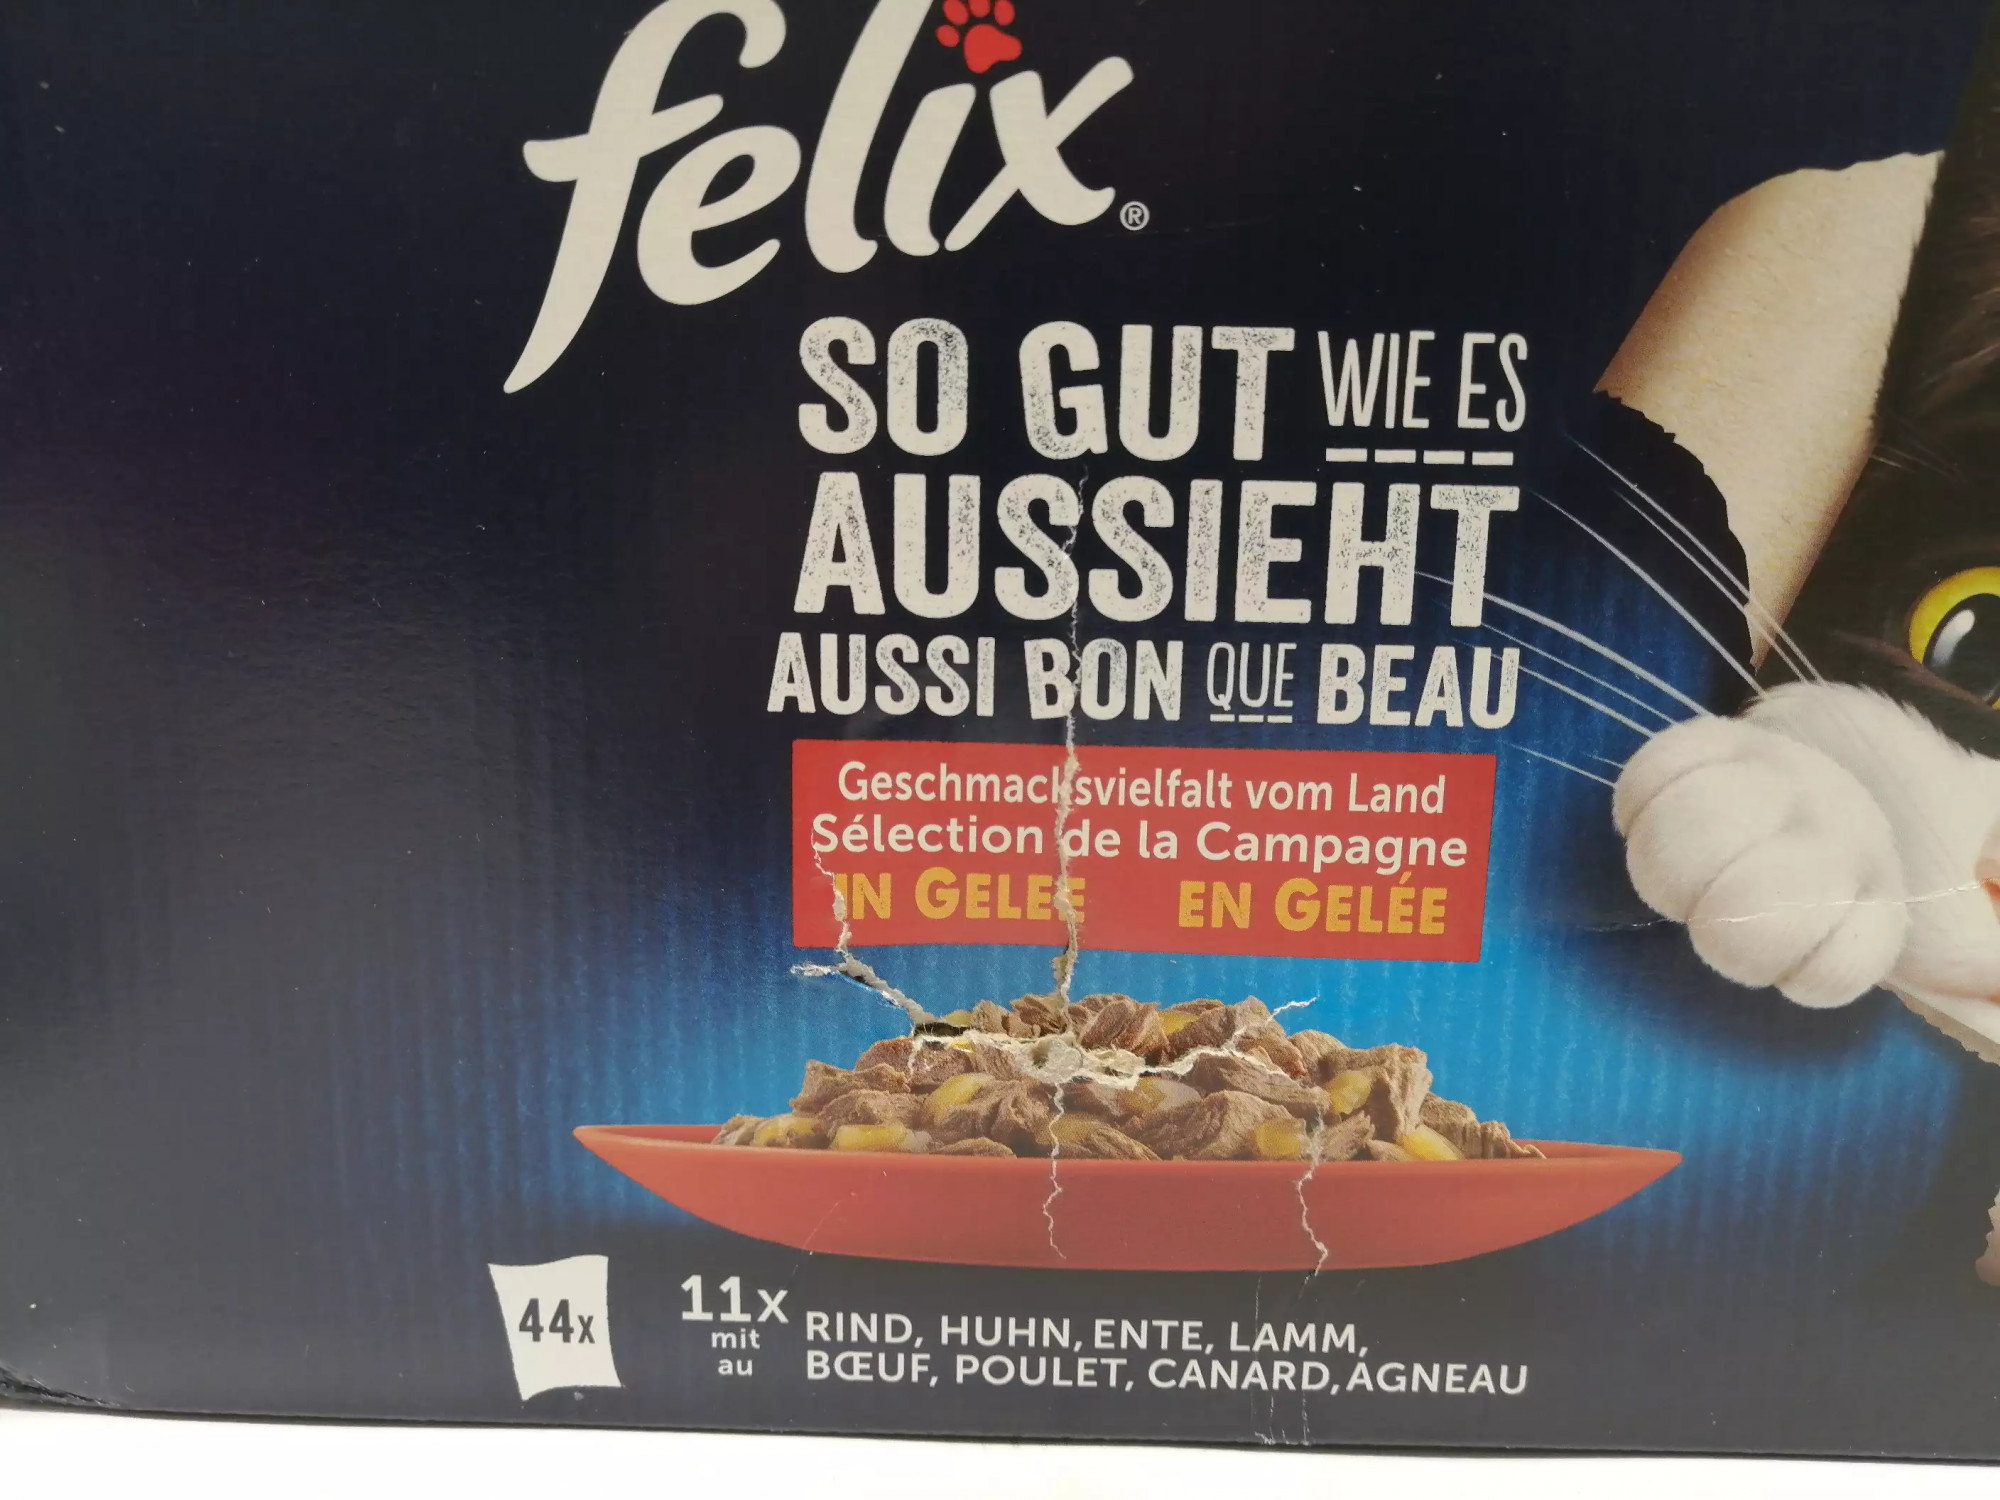 felix®
SO GUT WIE ES
AUSSIEHT
AUSSI BON QUE BEAU
Geschmacksvielfalt vom Land
Sélection de la Campagne
IN GELEE EN GELÉE
44x
11x mit au
RIND, HUHN, ENTE, LAMM,
BŒUF, POULET, CANARD, AGNEAU